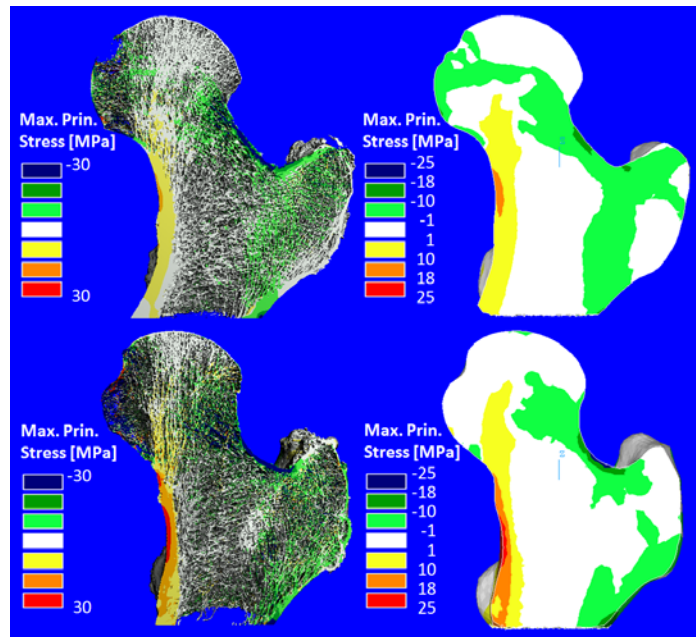 Max. Prin.
Stress [MPa]
-30
30
Max. Prin.
Stress [MPa]
-25
-18
-10
-1
1
10
18
25
Max. Prin.
Stress [MPa]
-30
30
Max. Prin.
Stress [MPa]
-25
-18
-10
-1
1
10
18
25